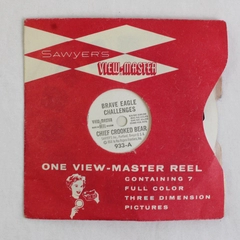 SAWYER'S
VIEW-MASTER
BRAVE EAGLE
CHALLENGES
CHIEF CROOKED BEAR
933-A
ONE VIEW-MASTER REEL
CONTAINING 7
FULL COLOR
THREE DIMENSION
PICTURES